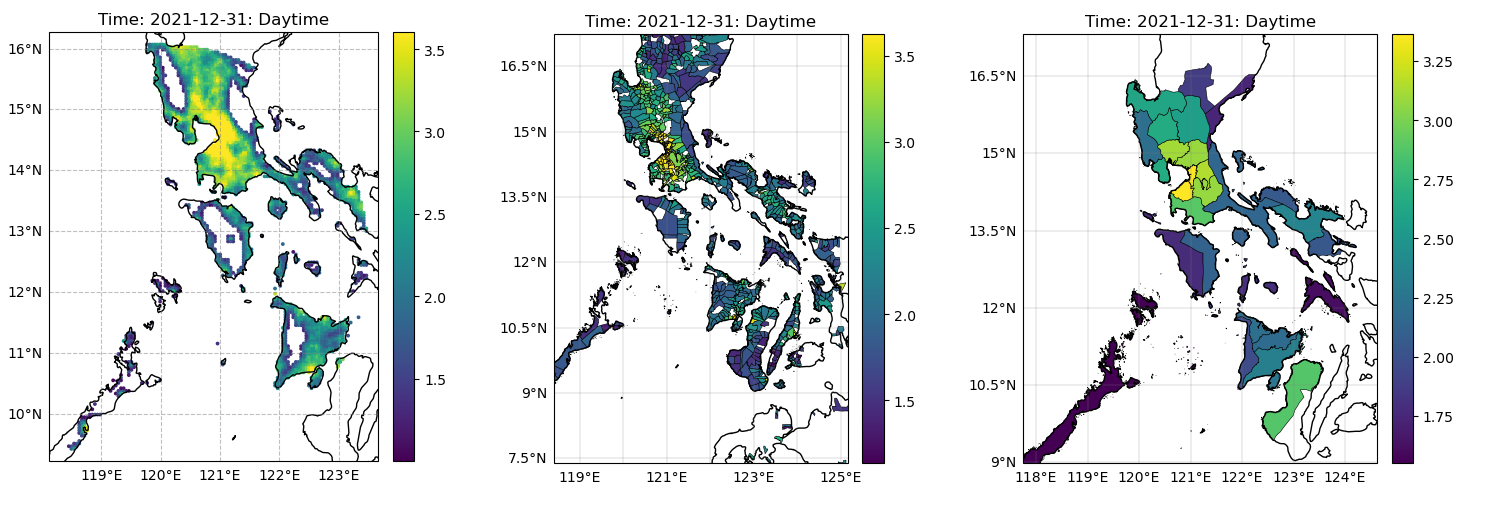 Time: 2021-12-31: Daytime
16°N
15°N
14°N
13°N
12°N
11°N
10°N
119°E 120°E 121°E 122°E 123°E
3.5
3.0
2.5
2.0
1.5
Time: 2021-12-31: Daytime
16.5°N
15°N
13.5°N
12°N
10.5°N
9°N
7.5°N
119°E 121°E 123°E 125°E
3.5
3.0
2.5
2.0
1.5
Time: 2021-12-31: Daytime
16.5°N
15°N
13.5°N
12°N
10.5°N
9°N
118°E 119°E 120°E 121°E 122°E 123°E 124°E
3.25
3.00
2.75
2.50
2.25
2.00
1.75